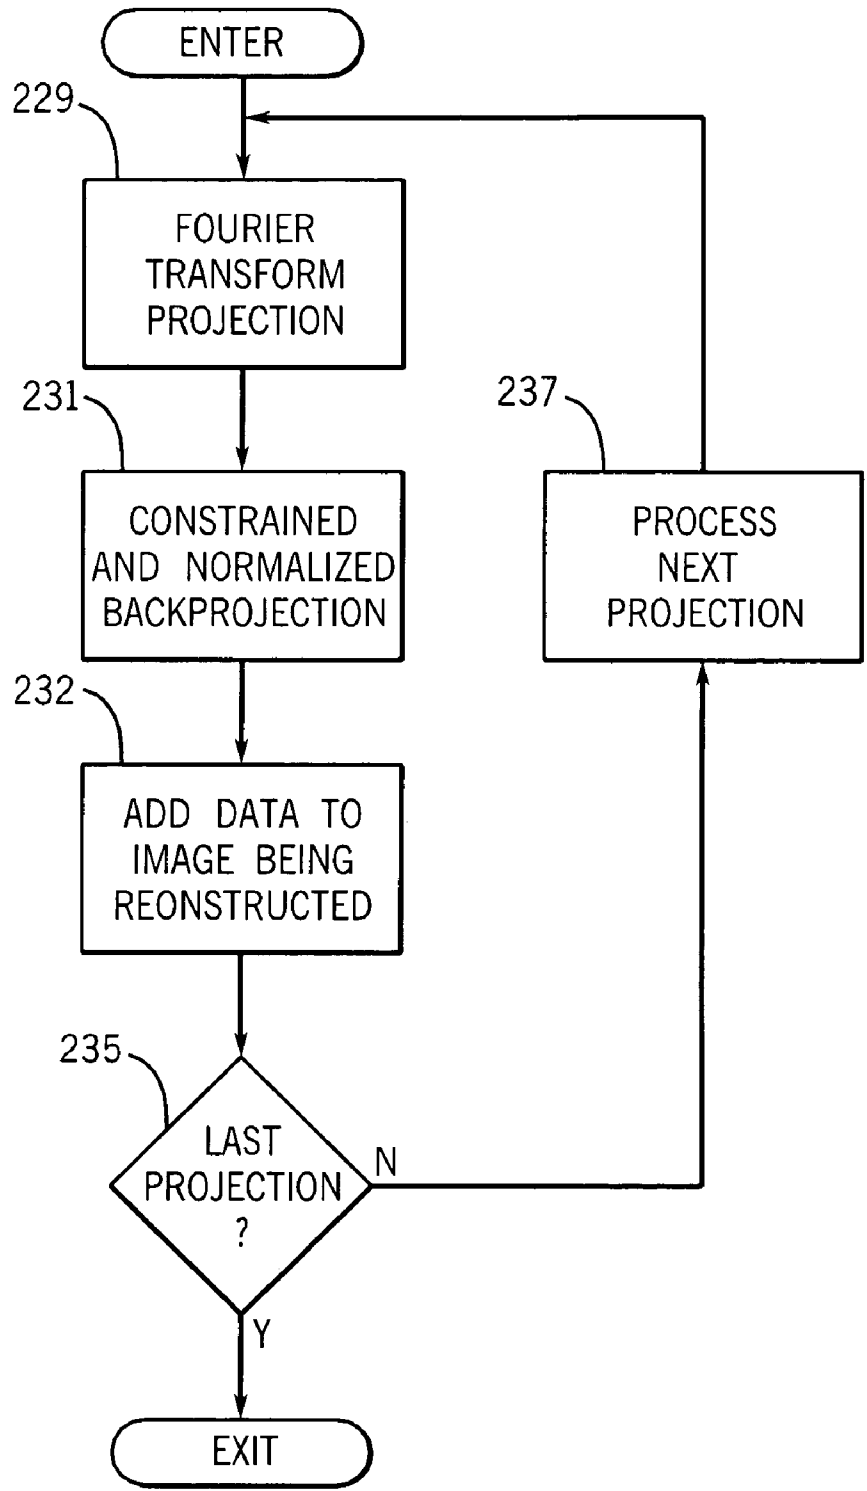 ENTER
229
FOURIER
TRANSFORM
PROJECTION
231
CONSTRAINED
AND NORMALIZED
BACKPROJECTION
237
PROCESS
NEXT
PROJECTION
232
ADD DATA TO
IMAGE BEING
REONSTRUCTED
235
LAST
PROJECTION
?
N
Y
EXIT